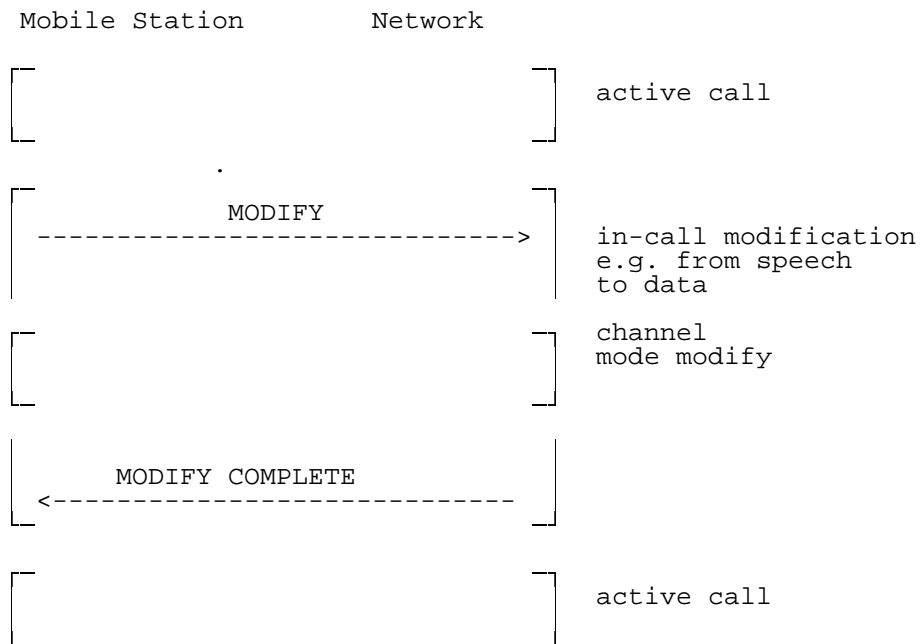 Mobile Station Network
active call
.
MODIFY
------------------------------->
in-call modification
e.g. from speech
to data
channel
mode modify
MODIFY COMPLETE
<------------------------------
active call